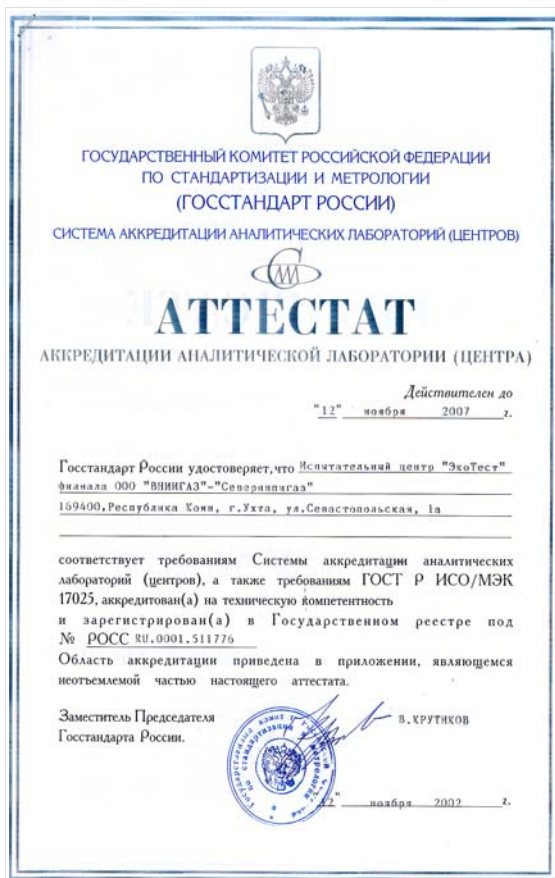 ГОСУДАРСТВЕННЫЙ КОМИТЕТ РОССИЙСКОЙ ФЕДЕРАЦИИ
ПО СТАНДАРТИЗАЦИИ И МЕТРОЛОГИИ
(ГОССТАНДАРТ РОССИИ)
СИСТЕМА АККРЕДИТАЦИИ АНАЛИТИЧЕСКИХ ЛАБОРАТОРИЙ (ЦЕНТРОВ)
АТТЕСТАТ
АККРЕДИТАЦИИ АНАЛИТИЧЕСКОЙ ЛАБОРАТОРИИ (ЦЕНТРА)
Действителен до
"12" ноября 2007 г.
Госстандарт России удостоверяет, что Испытательный центр "ЭкоТест"
филиала ООО "ВНИИГАЗ"-"Севернипигаз"
169400, Республика Коми, г.Ухта, ул.Севастопольская, 1а
соответствует требованиям Системы аккредитации аналитических
лабораторий (центров), а также требованиям ГОСТ Р ИСО/МЭК
17025, аккредитован(а) на техническую компетентность
и зарегистрирован(а) в Государственном реестре под
№ РОСС RU.0001.511776
Область аккредитации приведена в приложении, являющемся
неотъемлемой частью настоящего аттестата.
Заместитель Председателя
Госстандарта России.
В.КРУТИКОВ
по стандартизации и метрологии
12" ноября 2002 г.